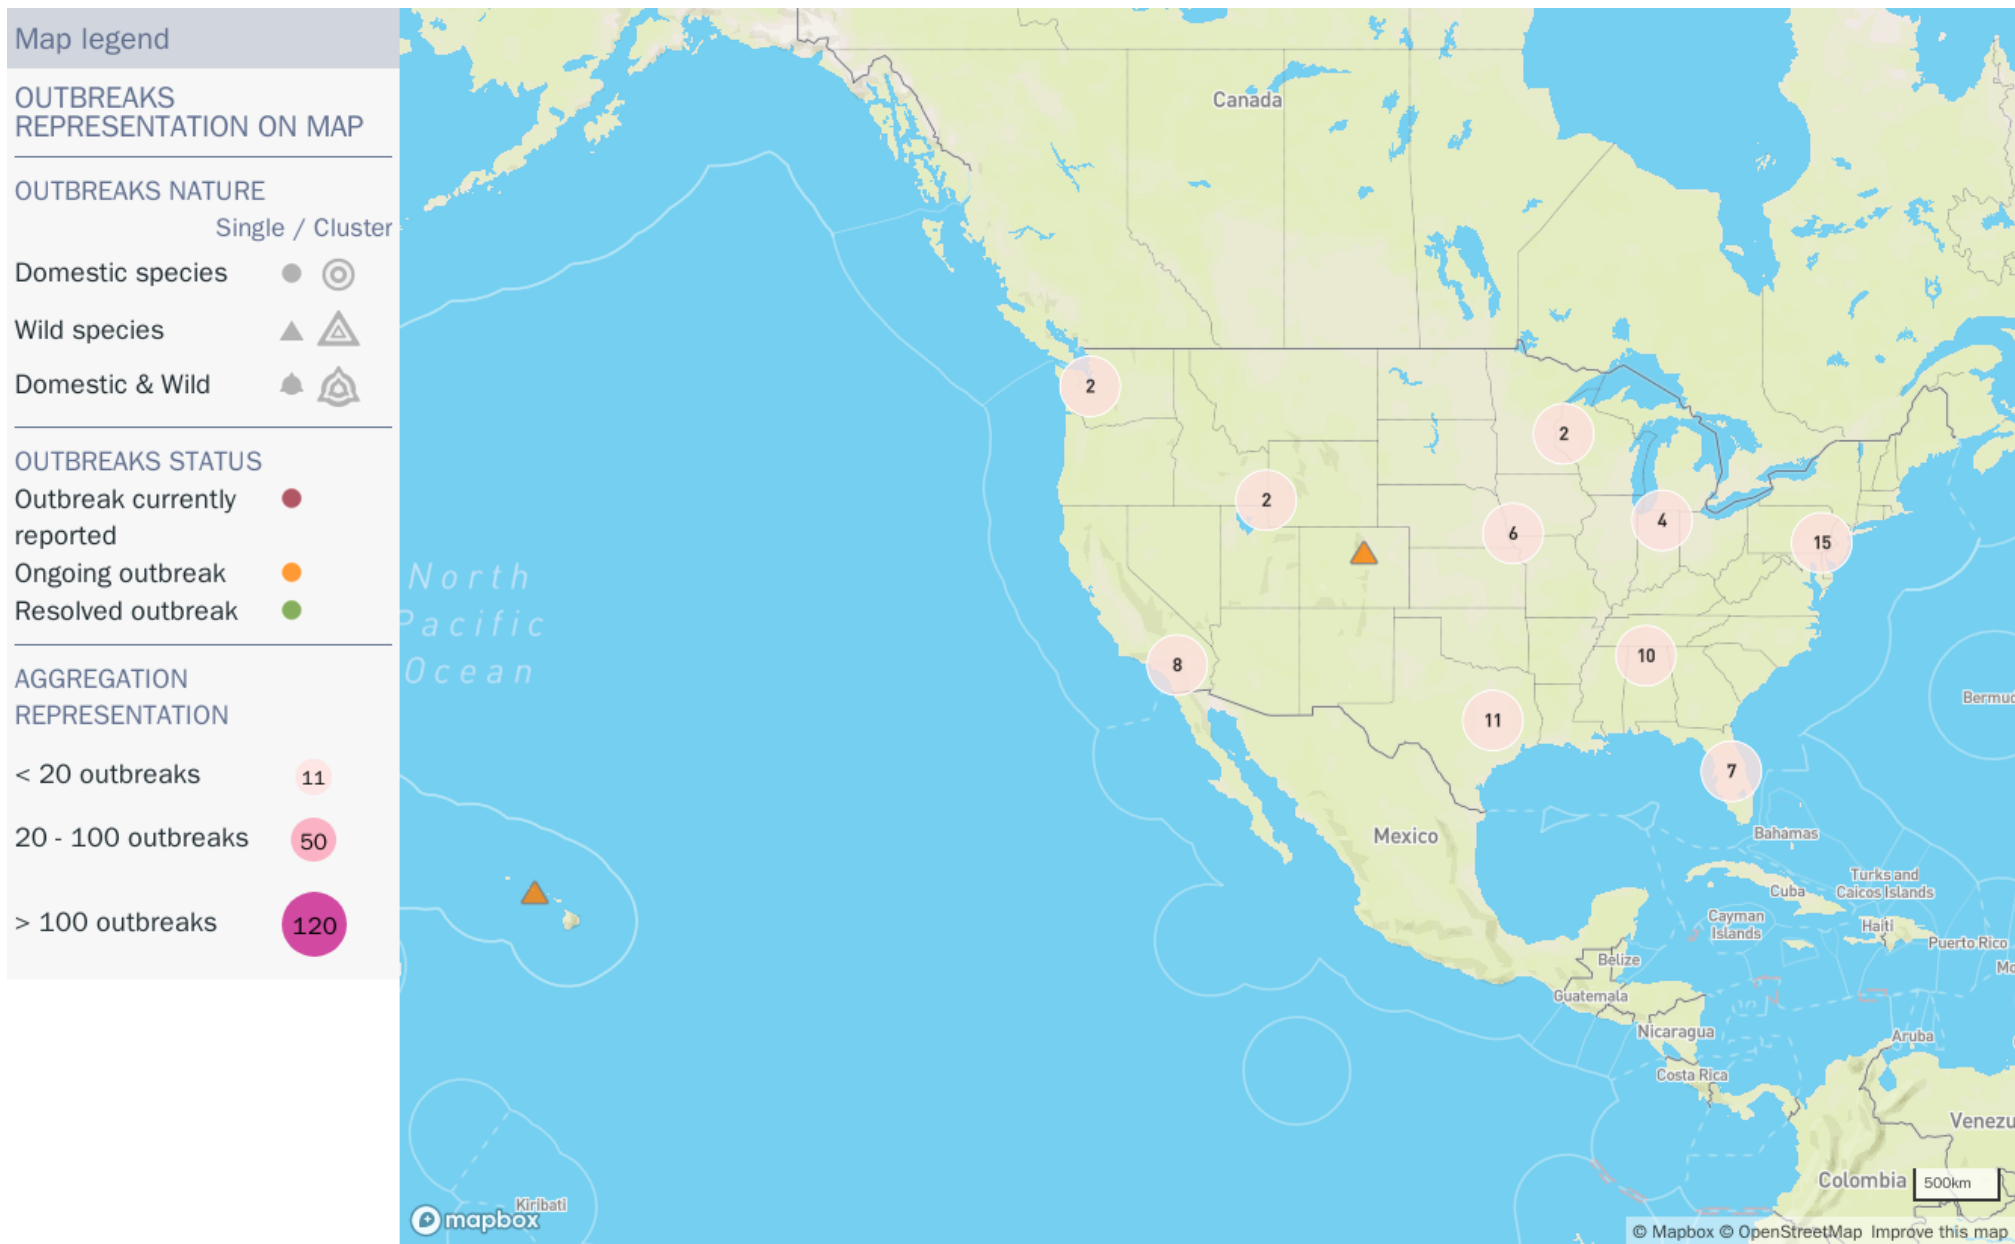 Map legend
OUTBREAKS
REPRESENTATION ON MAP
OUTBREAKS NATURE
Single / Cluster
Domestic species
Wild species
Domestic & Wild
OUTBREAKS STATUS
Outbreak currently
reported
Ongoing outbreak
Resolved outbreak
AGGREGATION
REPRESENTATION
< 20 outbreaks 11
20 - 100 outbreaks 50
> 100 outbreaks 120
Canada
2
2
2
6
4
15
North
Pacific
Ocean
8
10
11
7
Bermuc
Mexico
Bahamas
Turks and
Caicos Islands
Cuba
Cayman
Islands
Haiti
Puerto Rico
Mo
Belize
Guatemala
Nicaragua
Aruba
Costa Rica
Venezu
Colombia
500km
Kiribati
mapbox
© Mapbox © OpenStreetMap Improve this map